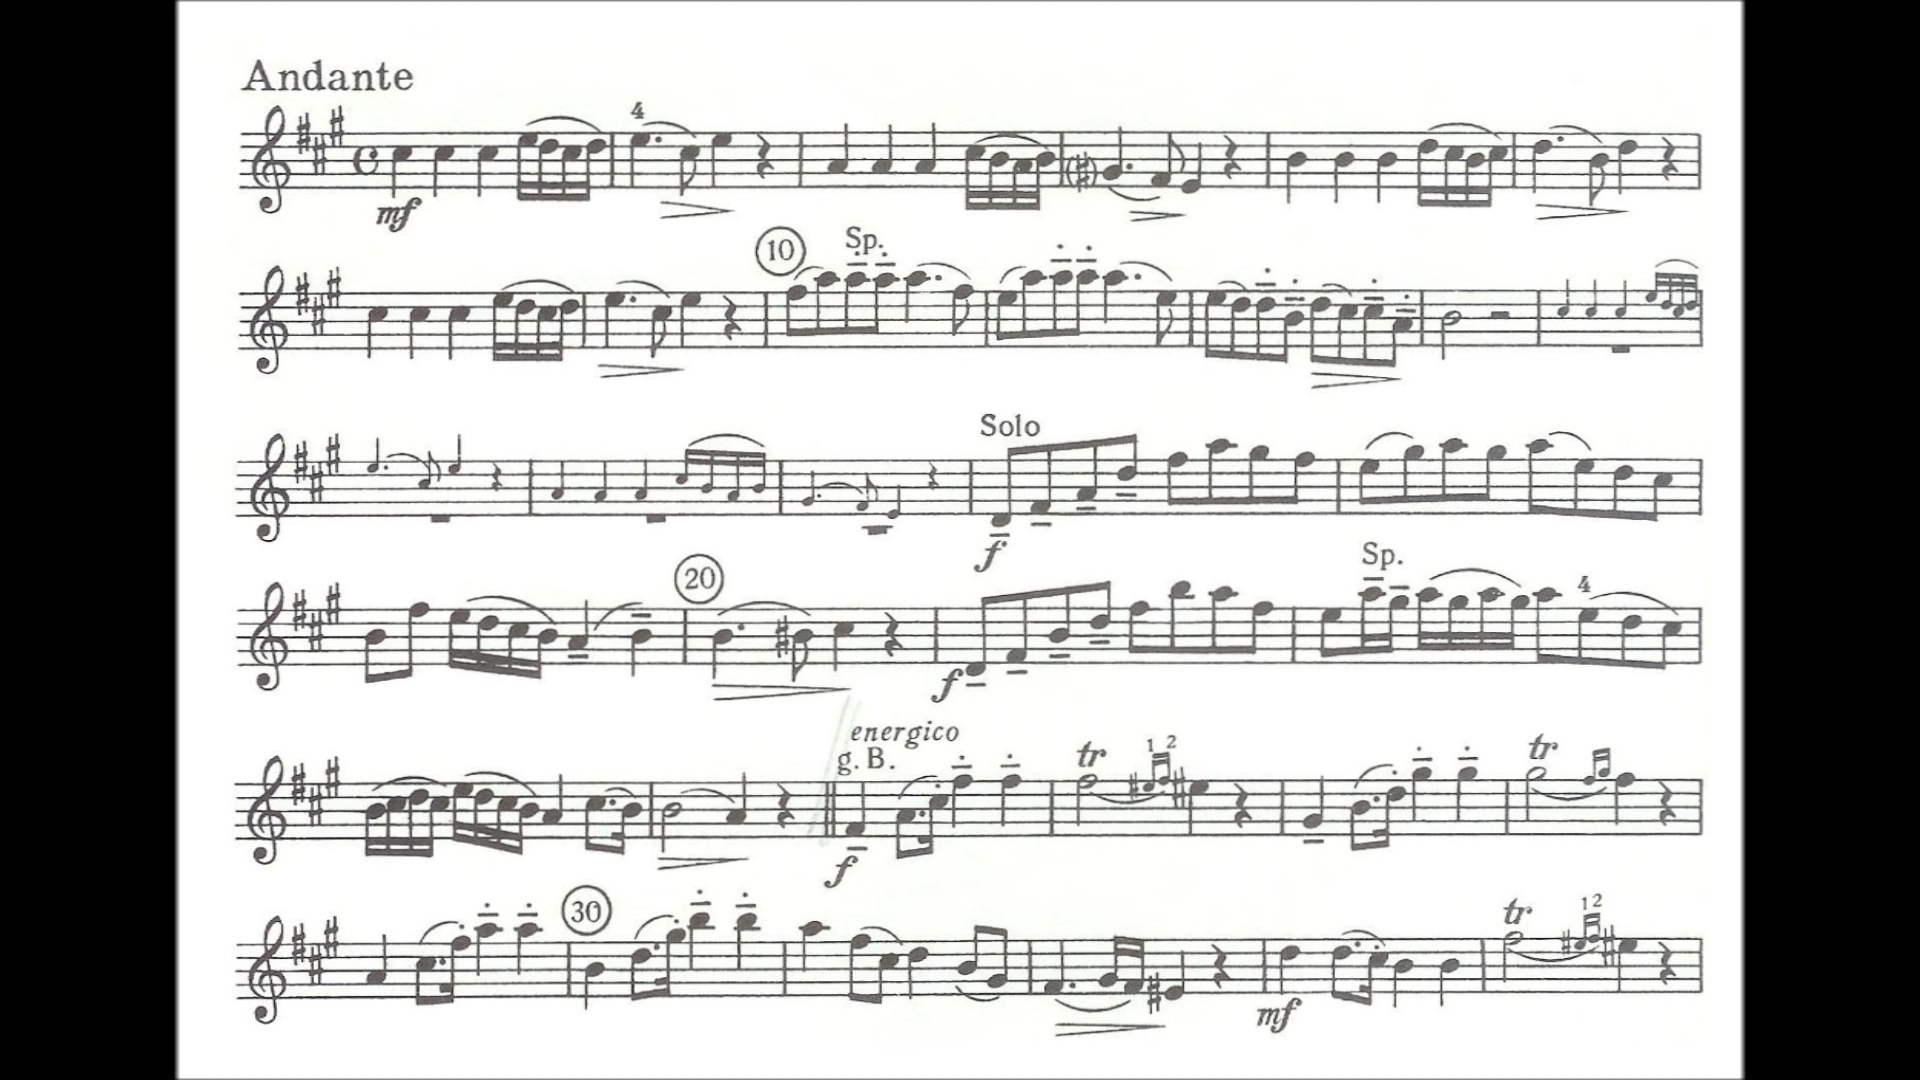 Andante
4
mf
10 Sp.
Solo
f
Sp.
20 4
f
energico
g. B. tr 1 2 tr
f
30 tr 1 2
mf